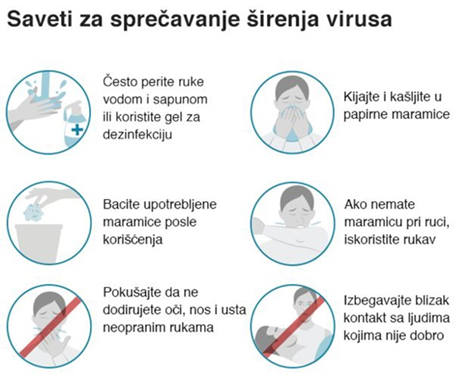 Saveti za sprečavanje širenja virusa
Često perite ruke
vodom i sapunom
ili koristite gel za
dezinfekciju
Kijajte i kašljite u
papirne maramice
Bacite upotrebljene
maramice posle
korišćenja
Ako nemate
maramicu pri ruci,
iskoristite rukav
Pokušajte da ne
dodirujete oči, nos i usta
neopranim rukama
Izbegavajte blizak
kontakt sa ljudima
kojima nije dobro